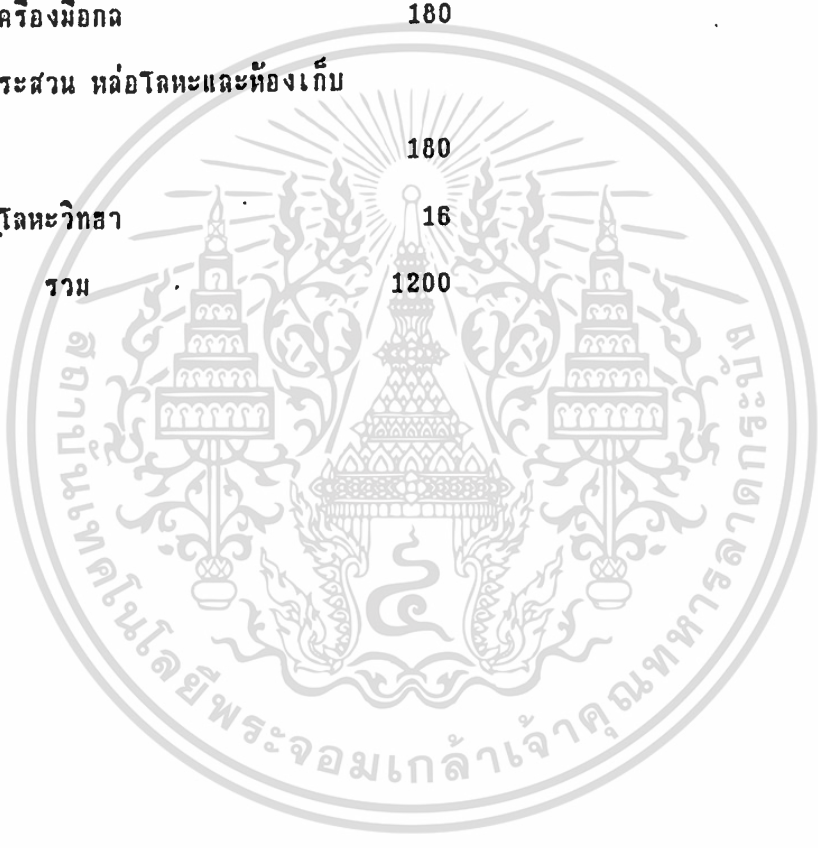 ครื่องมือกล 180
ระสวน หล่อโลหะและห้องเก็บ
180
โลหะวิทยา 16
รวม 1200
สถาบันเทคโนโลยีพระจอมเกล้าเจ้าคุณทหารลาดกระบัง